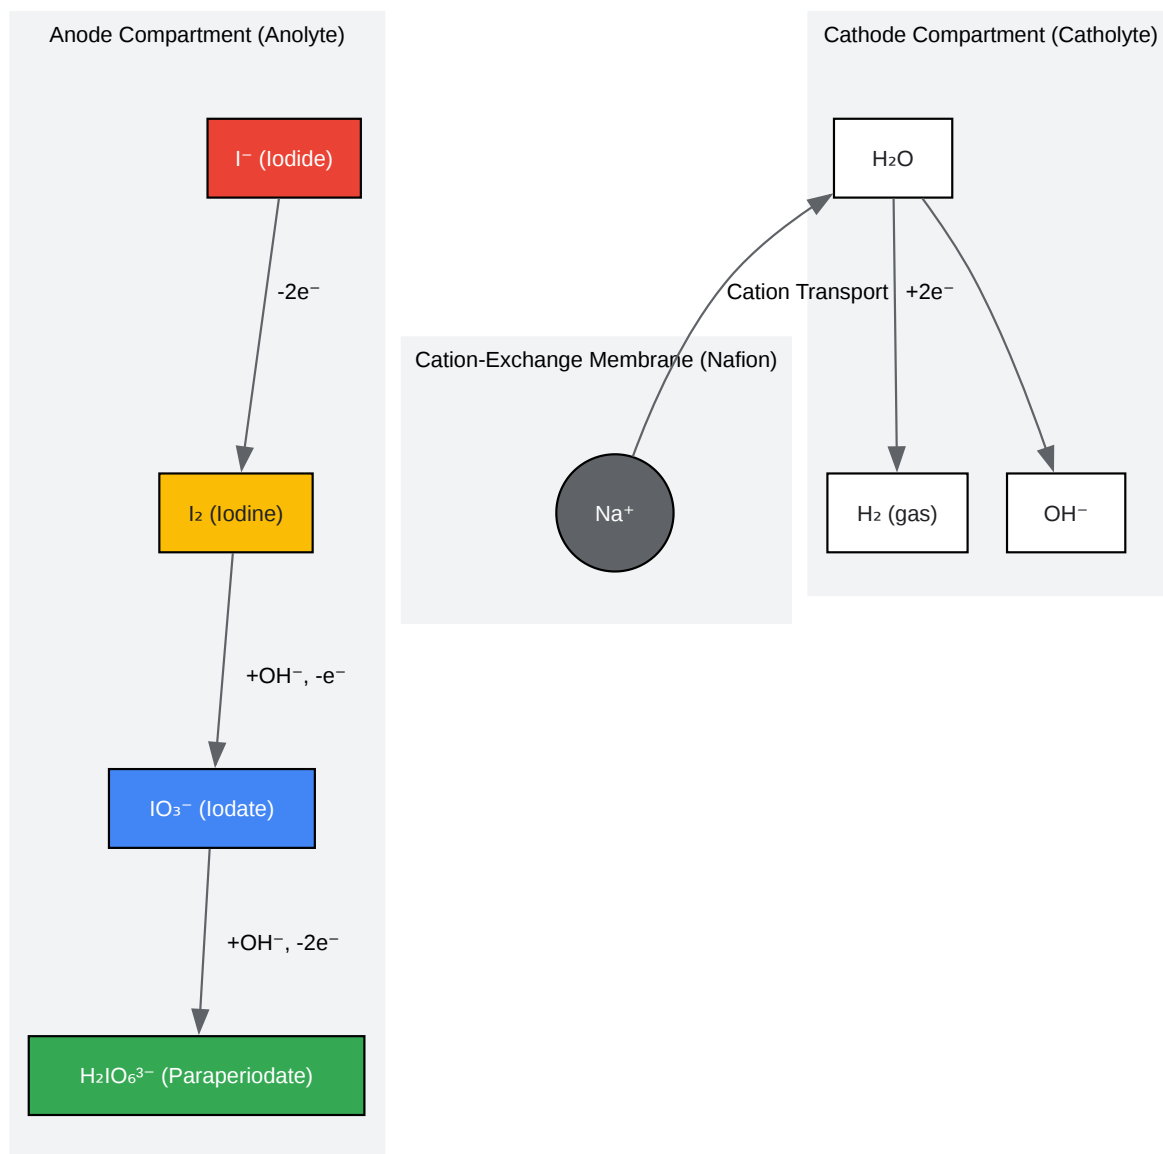 Anode Compartment (Anolyte)
Cathode Compartment (Catholyte)
I⁻ (Iodide)
H₂O
-2e⁻
Cation Transport
+2e⁻
Cation-Exchange Membrane (Nafion)
I₂ (Iodine)
Na⁺
H₂ (gas)
OH⁻
+OH⁻, -e⁻
IO₃⁻ (Iodate)
+OH⁻, -2e⁻
H₂IO₆³⁻ (Paraperiodate)